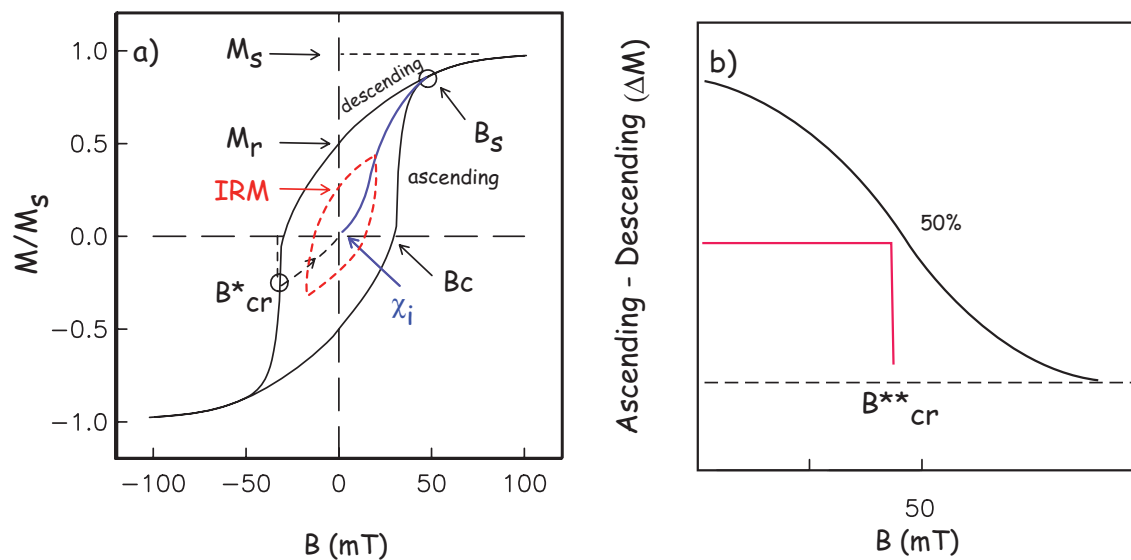 a)
1.0
0.5
0.0
−0.5
−1.0
M/Ms
Ms
Mr
IRM
B*cr
descending
Bs
ascending
Bc
χi
−100
−50
0
50
100
B (mT)
b)
Ascending - Descending (ΔM)
50%
B**cr
50
B (mT)